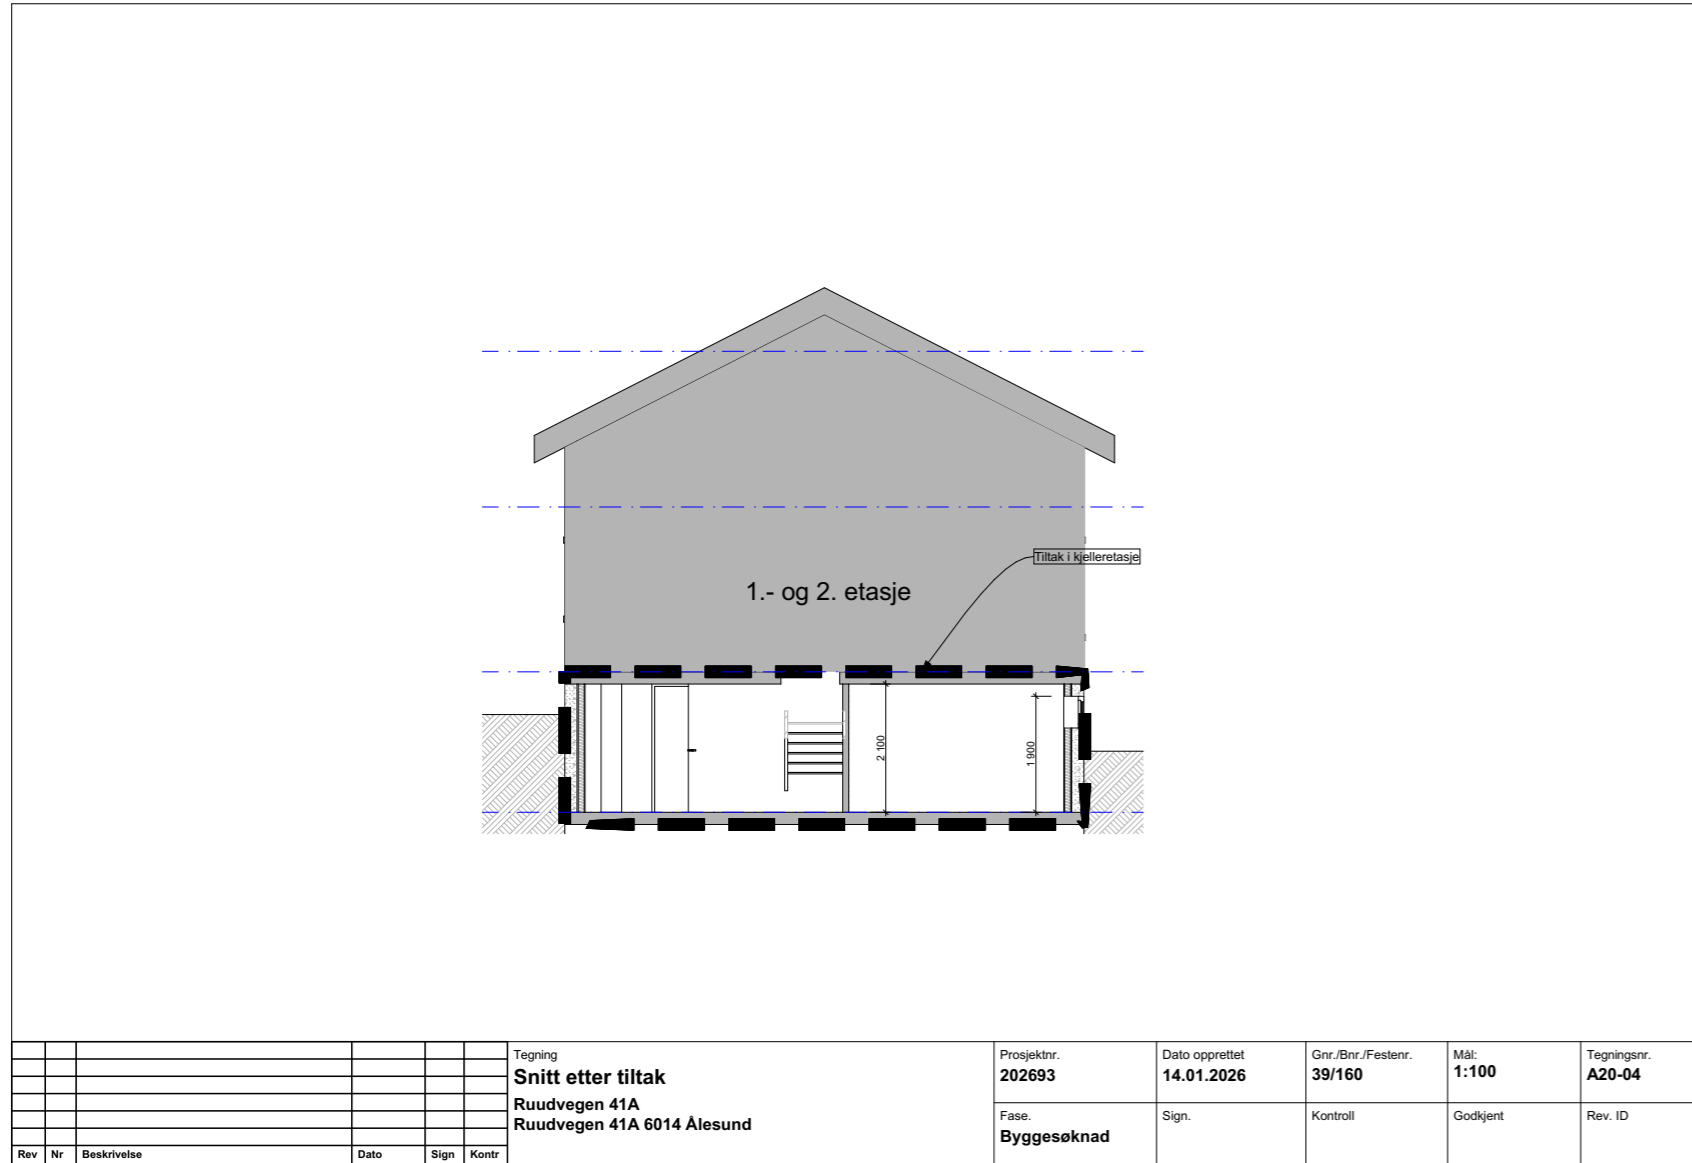 Tiltak i kjelleretasje
1.- og 2. etasje
2 100
1 900
Tegning
Snitt etter tiltak
Ruudvegen 41A
Ruudvegen 41A 6014 Ålesund
Prosjektnr.
202693
Dato opprettet
14.01.2026
Gnr./Bnr./Festenr.
39/160
Mål:
1:100
Tegningsnr.
A20-04
Fase.
Byggesøknad
Sign.
Kontroll
Godkjent
Rev. ID
Rev Nr Beskrivelse Dato Sign Kontr